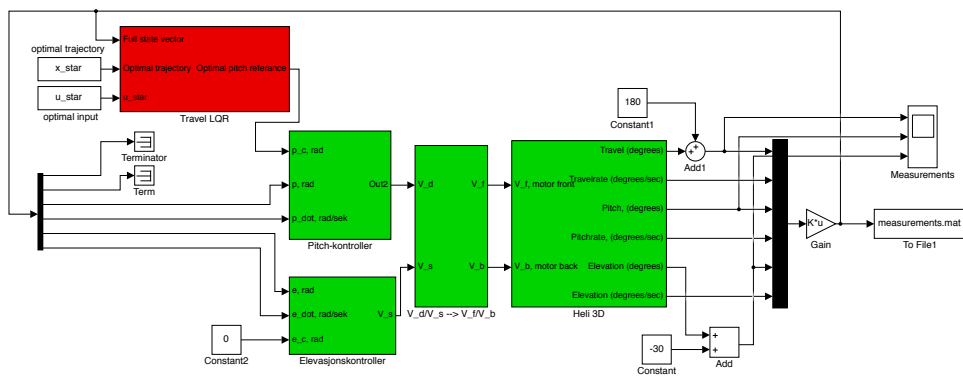 optimal trajectory
x_star
u_star
optimal input
Full state vector
Optimal trajectory
Optimal pitch referance
u_star
Travel LQR
Terminator
Term
p_c, rad
p, rad
Out2
p_dot, rad/sek
Pitch-kontroller
e, rad
e_dot, rad/sek
V_s
e_c, rad
Elevasjonskontroller
0
Constant2
V_d
V_f
V_s
V_b
V_d/V_s --> V_f/V_b
Travel (degrees)
V_f, motor front
Travelrate (degrees/sec)
Pitch, (degrees)
Pitchrate, (degrees/sec)
V_b, motor back
Elevation (degrees)
Elevation (degrees/sec)
Heli 3D
180
Constant1
+
+
Add1
-30
Constant
+
+
Add
K*u
Gain
Measurements
measurements.mat
To File1